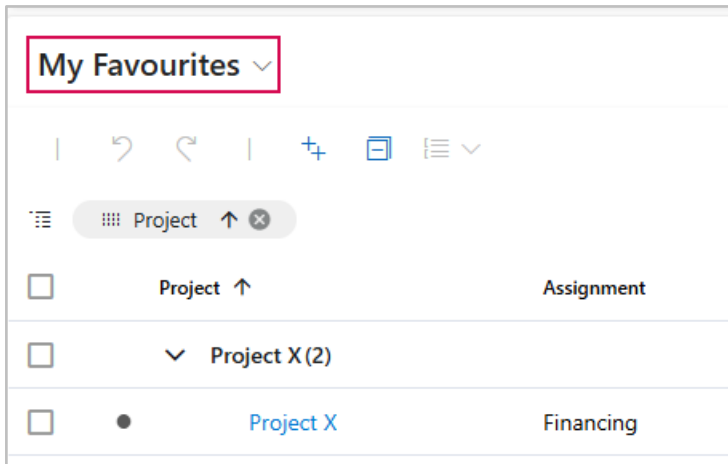 My Favourites
Project
Project Assignment
Project X (2)
Project X Financing